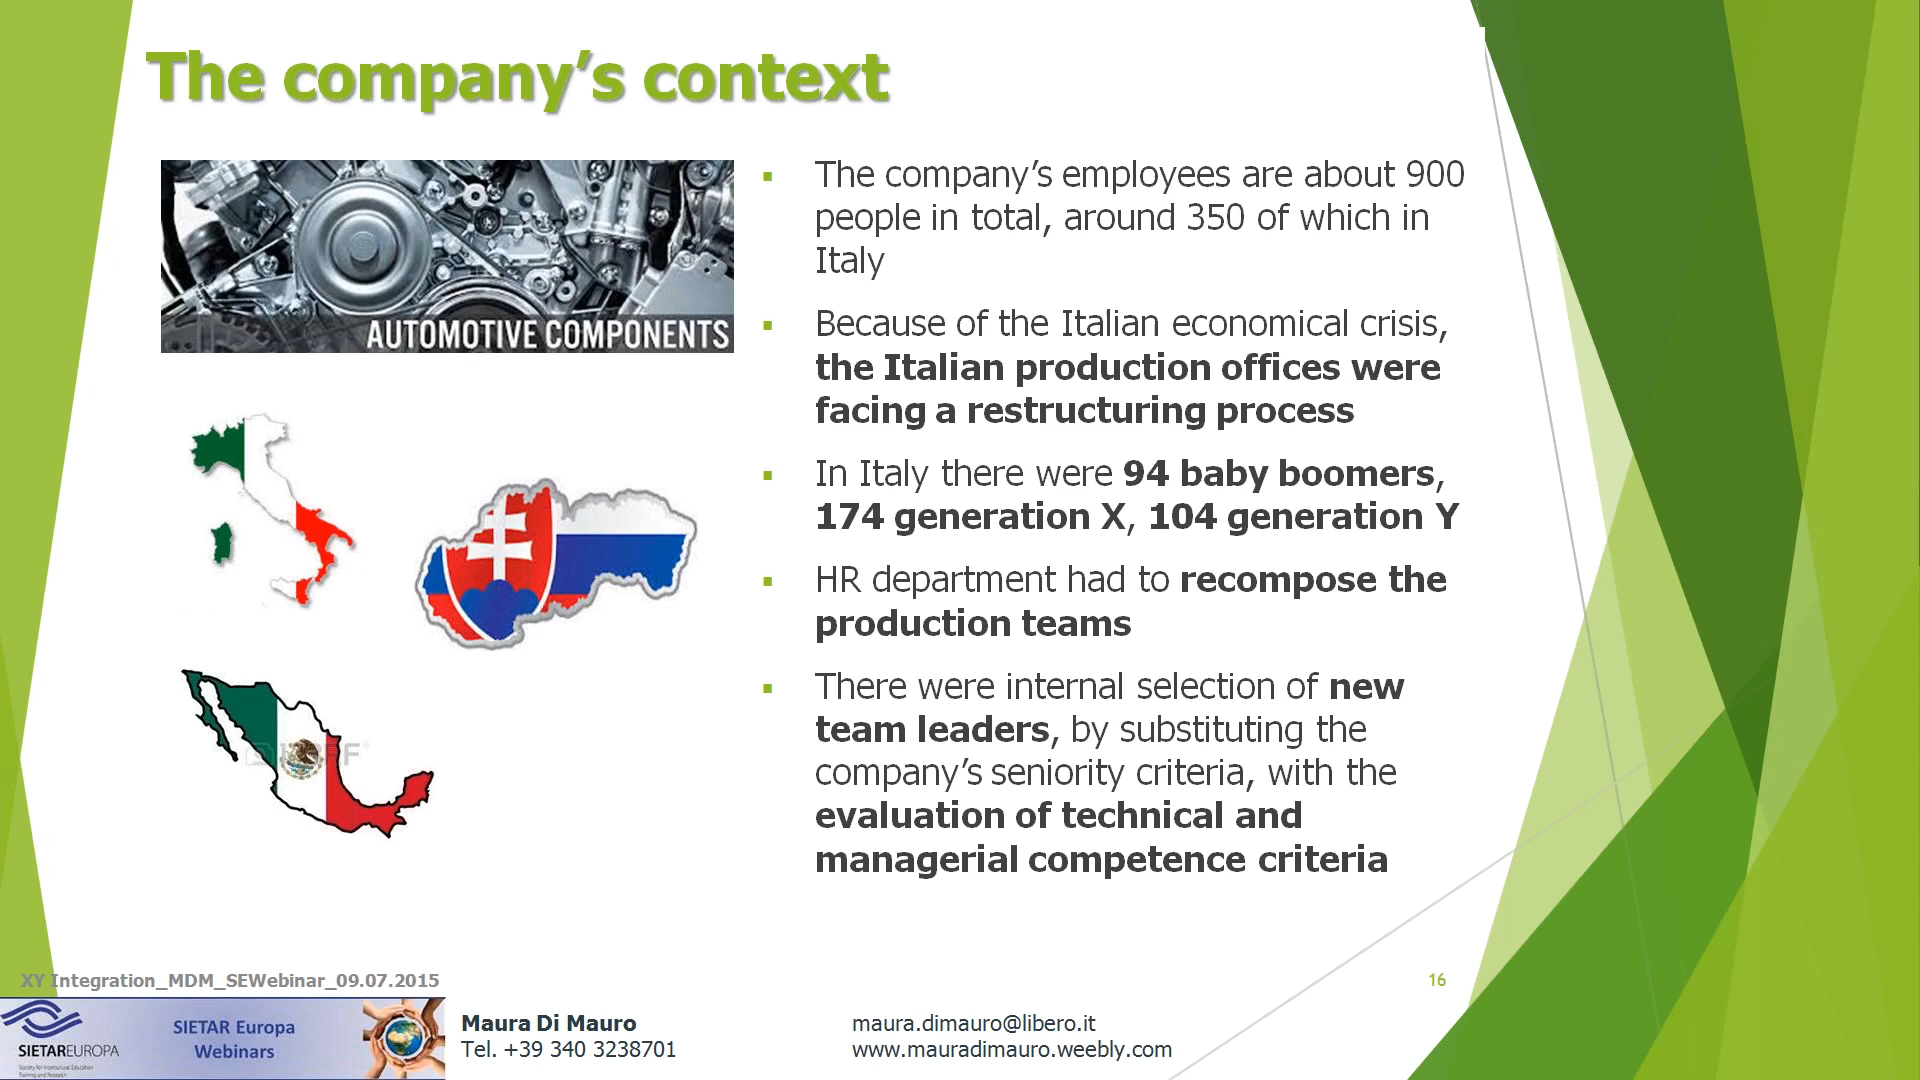 The company’s context
AUTOMOTIVE COMPONENTS
The company’s employees are about 900
people in total, around 350 of which in
Italy
Because of the Italian economical crisis,
the Italian production offices were
facing a restructuring process
In Italy there were 94 baby boomers,
174 generation X, 104 generation Y
HR department had to recompose the
production teams
There were internal selection of new
team leaders, by substituting the
company’s seniority criteria, with the
evaluation of technical and
managerial competence criteria
XY Integration_MDM_SEWebinar_09.07.2015
16
SIETAREUROPA
Society for Intercultural Education
Training and Research
SIETAR Europa
Webinars
Maura Di Mauro
Tel. +39 340 3238701
maura.dimauro@libero.it
www.mauradimauro.weebly.com